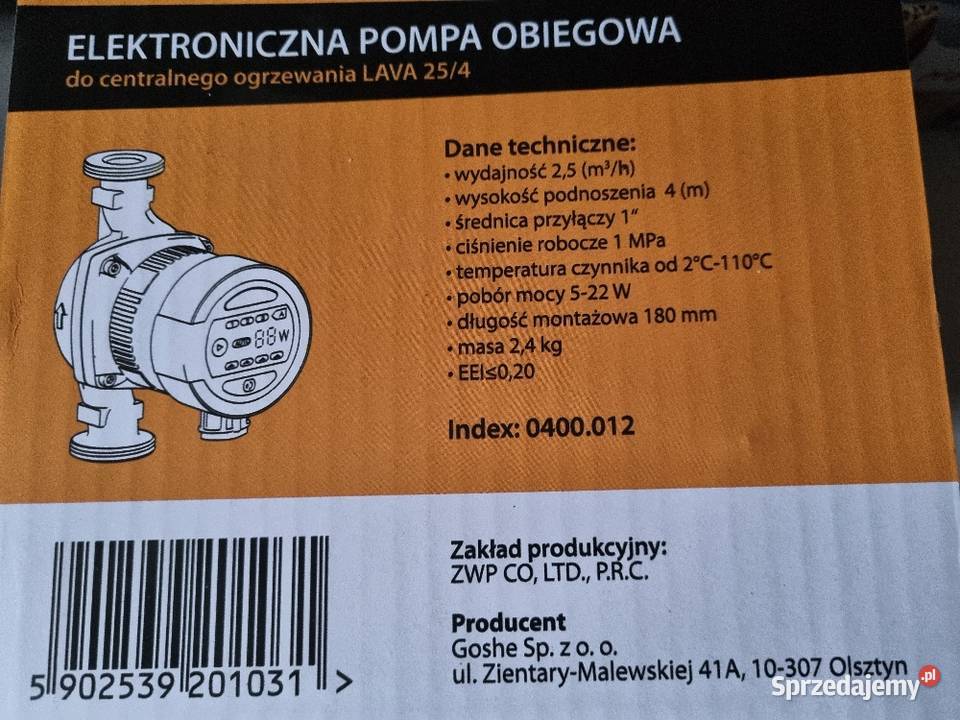 ELEKTRONICZNA POMPA OBIEGOWA
do centralnego ogrzewania LAVA 25/4
Dane techniczne:
• wydajność 2,5 (m³/h)
• wysokość podnoszenia 4 (m)
• średnica przyłączy 1“
• ciśnienie robocze 1 MPa
• temperatura czynnika od 2°C-110°C
• pobór mocy 5-22 W
• długość montażowa 180 mm
• masa 2,4 kg
• EEI≤0,20
Index: 0400.012
88W
Zakład produkcyjny:
ZWP CO, LTD., P.R.C.
Producent
Goshe Sp. z o. o.
ul. Zientary-Malewskiej 41A, 10-307 Olsztyn
5 902539 201031 >
Sprzedajemy.pl